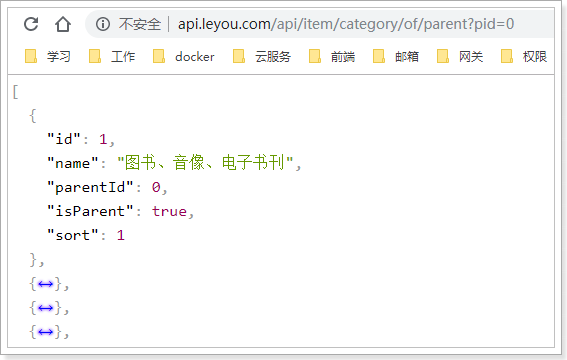 不安全 | api.leyou.com/api/item/category/of/parent?pid=0
学习 工作 docker 云服务 前端 邮箱 网关 权限
[
{
"id": 1,
"name": "图书、音像、电子书刊",
"parentId": 0,
"isParent": true,
"sort": 1
},
{↔},
{↔},
{↔},